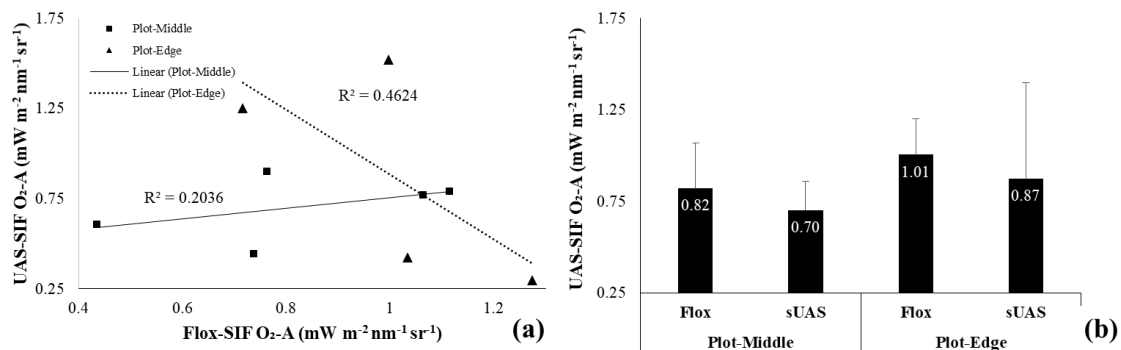 UAS-SIF O₂-A (mW m⁻² nm⁻¹ sr⁻¹)
1.75
1.25
0.75
0.25
Plot-Middle
Plot-Edge
Linear (Plot-Middle)
Linear (Plot-Edge)
R² = 0.4624
R² = 0.2036
0.4 0.6 0.8 1 1.2
Flox-SIF O₂-A (mW m⁻² nm⁻¹ sr⁻¹)
(a)
UAS-SIF O₂-A (mW m⁻² nm⁻¹ sr⁻¹)
1.75
1.25
0.75
0.25
0.82
0.70
1.01
0.87
Flox sUAS Flox sUAS
Plot-Middle Plot-Edge
(b)